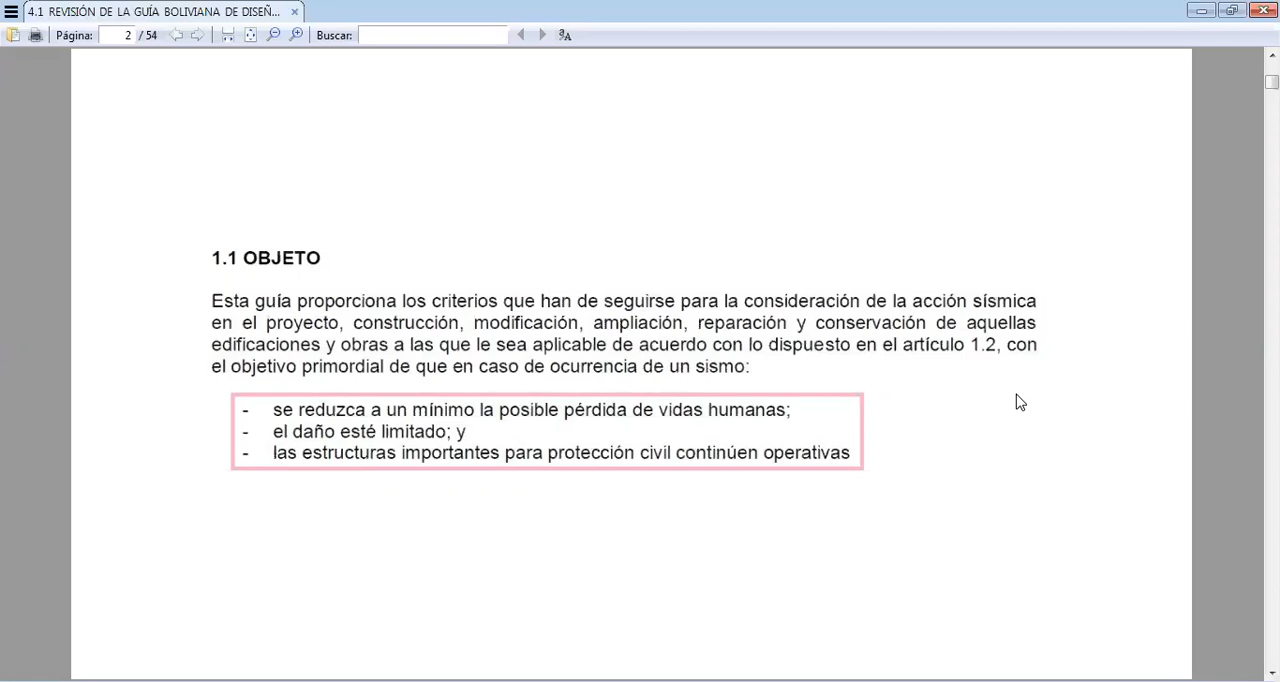 4.1 REVISIÓN DE LA GUÍA BOLIVIANA DE DISEÑ...
Página: 2 / 54 Buscar:
1.1 OBJETO
Esta guía proporciona los criterios que han de seguirse para la consideración de la acción sísmica
en el proyecto, construcción, modificación, ampliación, reparación y conservación de aquellas
edificaciones y obras a las que le sea aplicable de acuerdo con lo dispuesto en el artículo 1.2, con
el objetivo primordial de que en caso de ocurrencia de un sismo:
- se reduzca a un mínimo la posible pérdida de vidas humanas;
- el daño esté limitado; y
- las estructuras importantes para protección civil continúen operativas